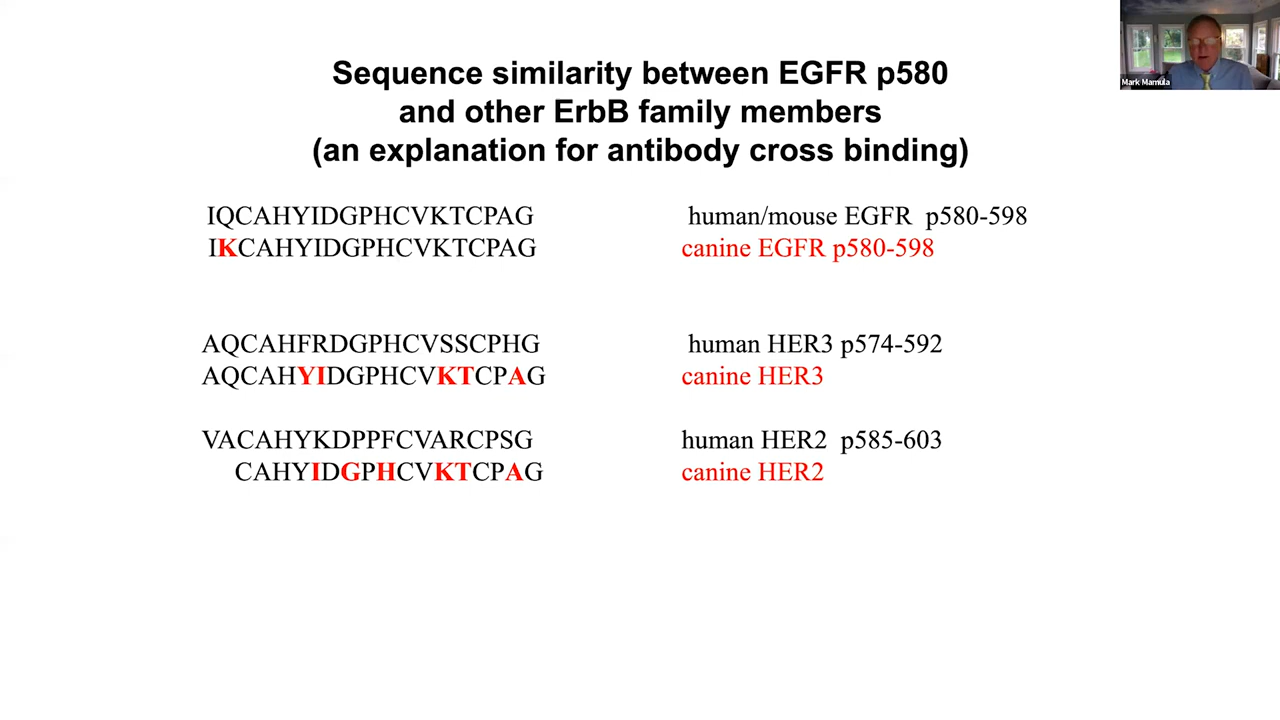 Mark Mamula
Sequence similarity between EGFR p580
and other ErbB family members
(an explanation for antibody cross binding)
IQCAHYIDGPHCVKTCPAG human/mouse EGFR p580-598
IKCAHYIDGPHCVKTCPAG canine EGFR p580-598
AQCAHFRDGPHCVSSCPHG human HER3 p574-592
AQCAHYIDGPHCVKTCPAG canine HER3
VACAHYKDPPFCVARCPSG human HER2 p585-603
CAHYIDGPHCVKTCPAG canine HER2